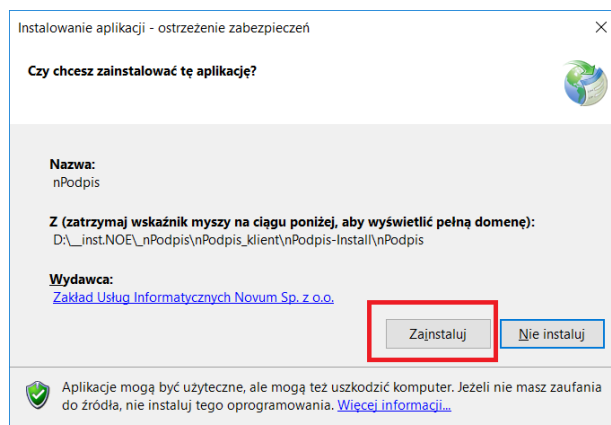 Instalowanie aplikacji - ostrzeżenie zabezpieczeń
Czy chcesz zainstalować tę aplikację?
Nazwa:
nPodpis
Z (zatrzymaj wskaźnik myszy na ciągu poniżej, aby wyświetlić pełną domenę):
D:\__inst.NOE\_nPodpis\nPodpis_klient\nPodpis-Install\nPodpis
Wydawca:
Zakład Usług Informatycznych Novum Sp. z o.o.
Zainstaluj
Nie instaluj
Aplikacje mogą być użyteczne, ale mogą też uszkodzić komputer. Jeżeli nie masz zaufania
do źródła, nie instaluj tego oprogramowania. Więcej informacji...